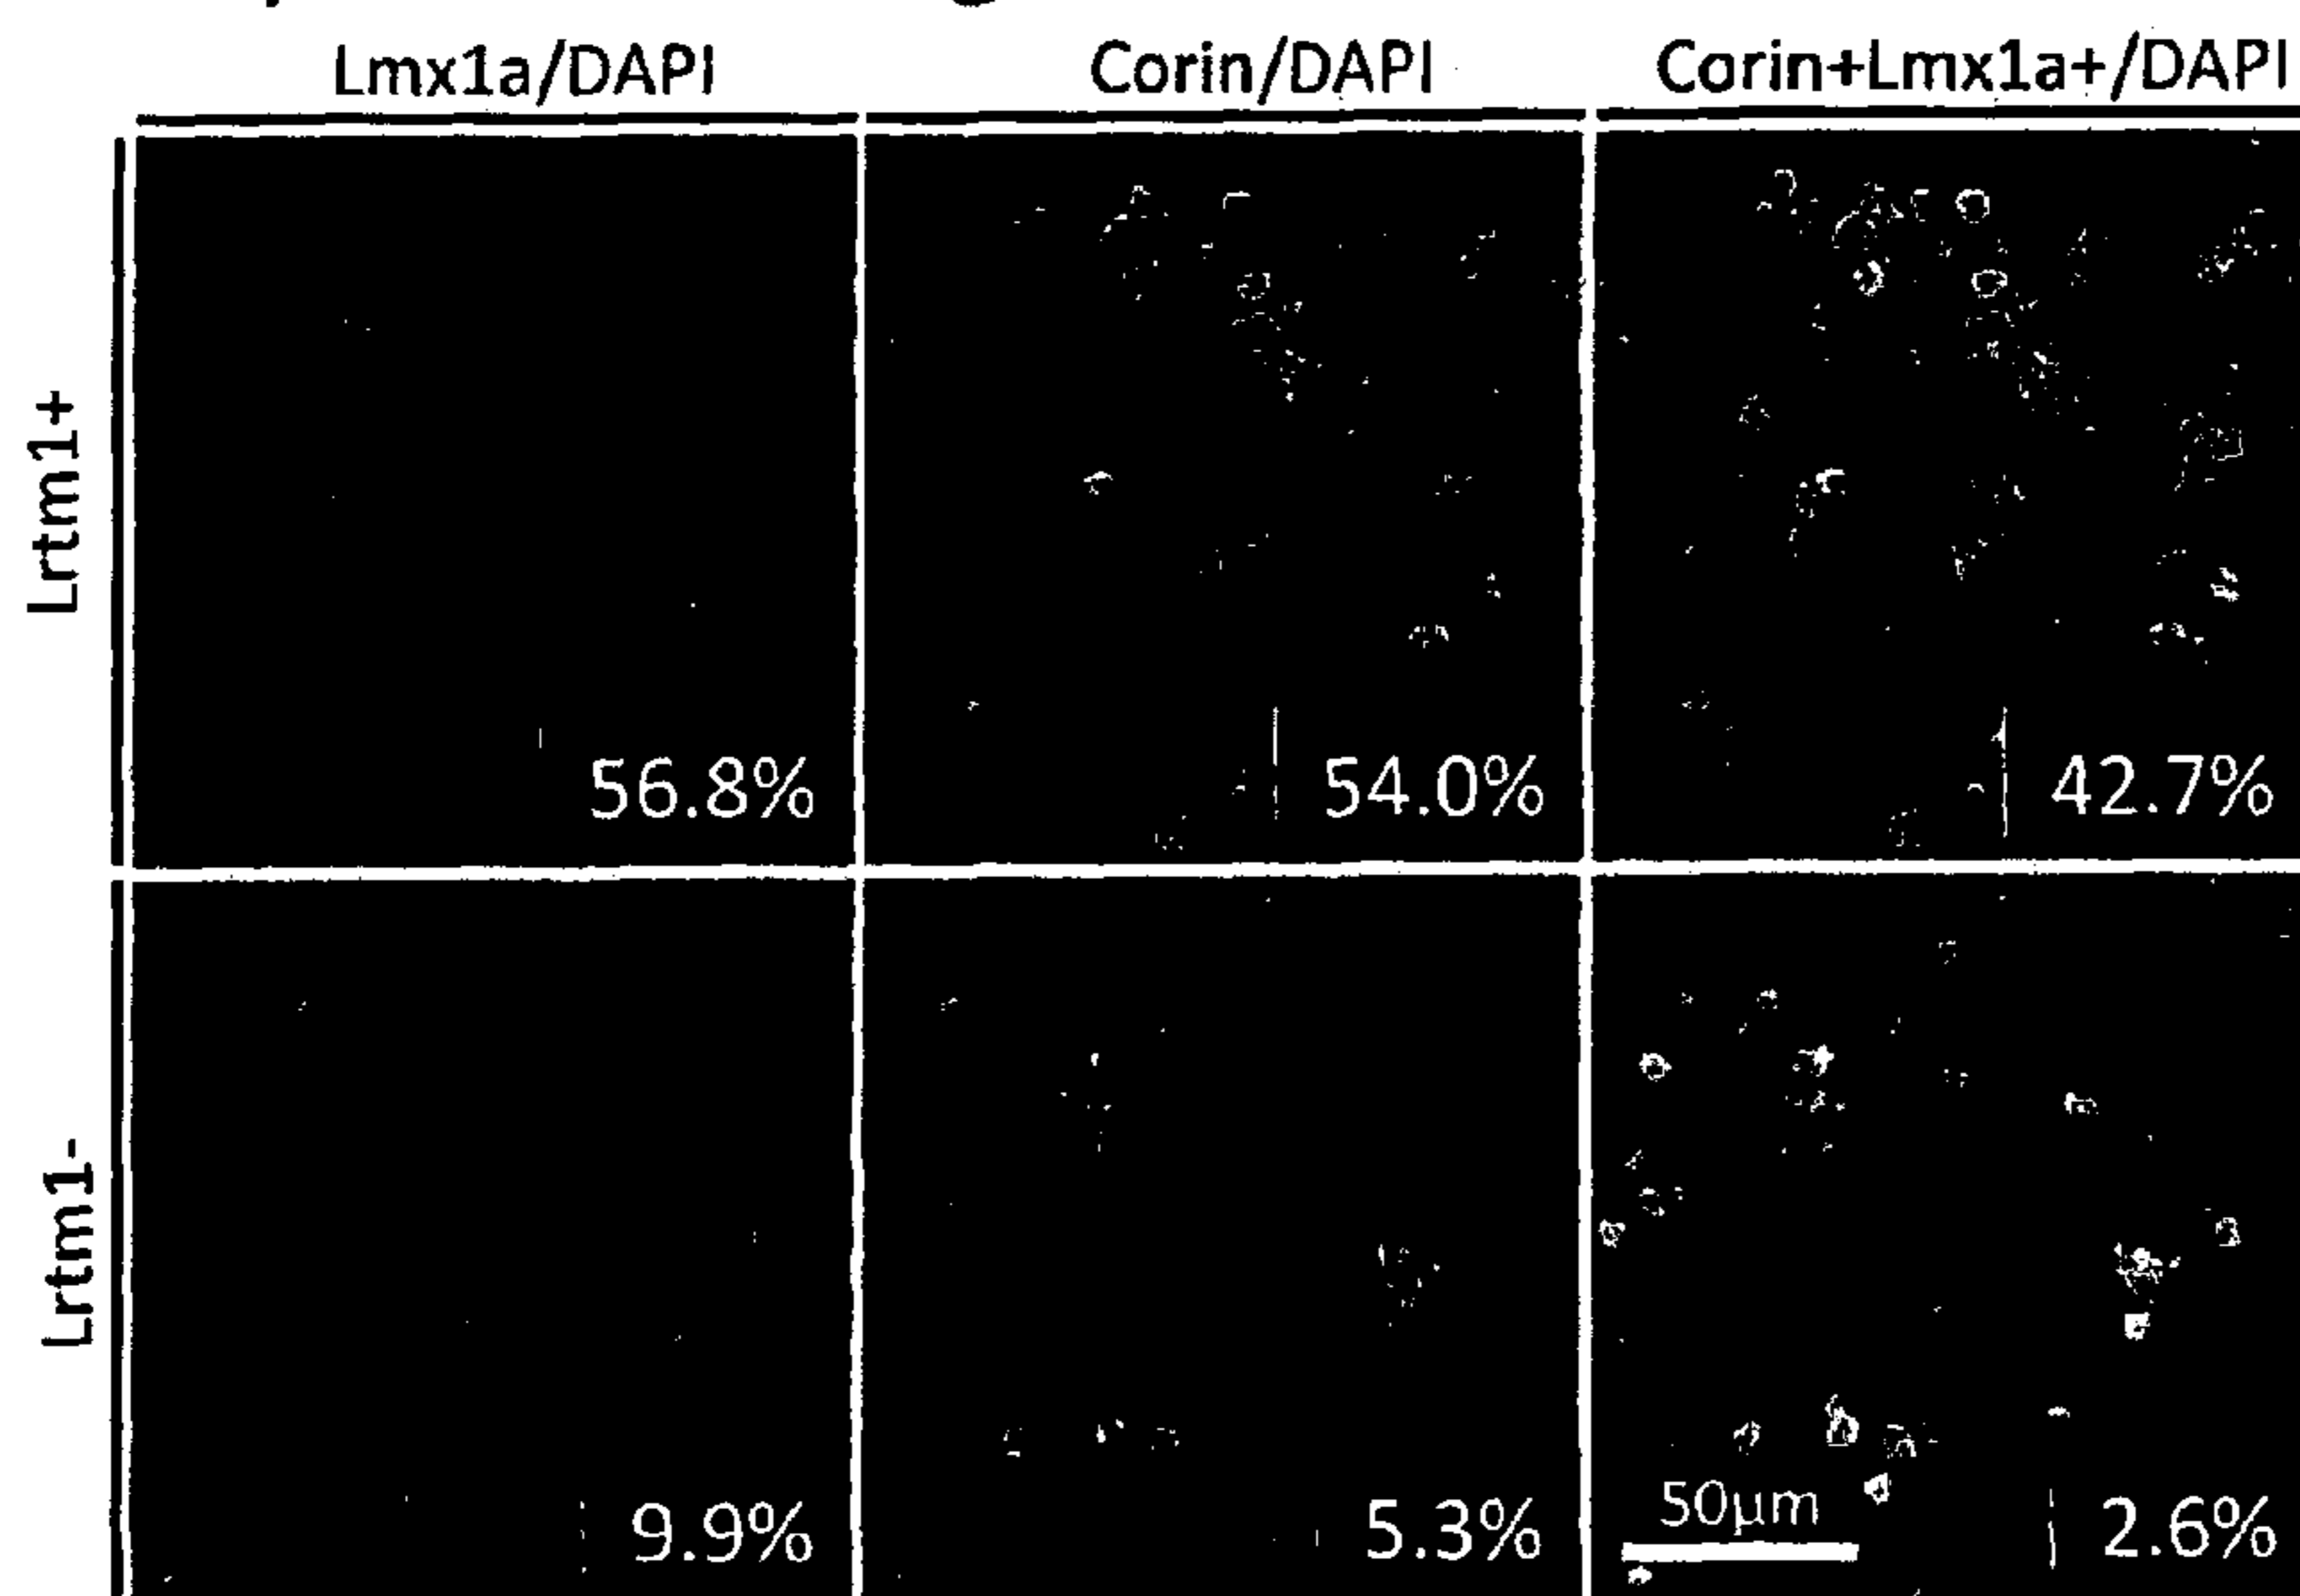 Lmx1a/DAPI Corin/DAPI Corin+Lmx1a+/DAPI
Lrtm1+
56.8% 54.0% 42.7%
Lrtm1-
50µm
9.9% 5.3% 2.6%